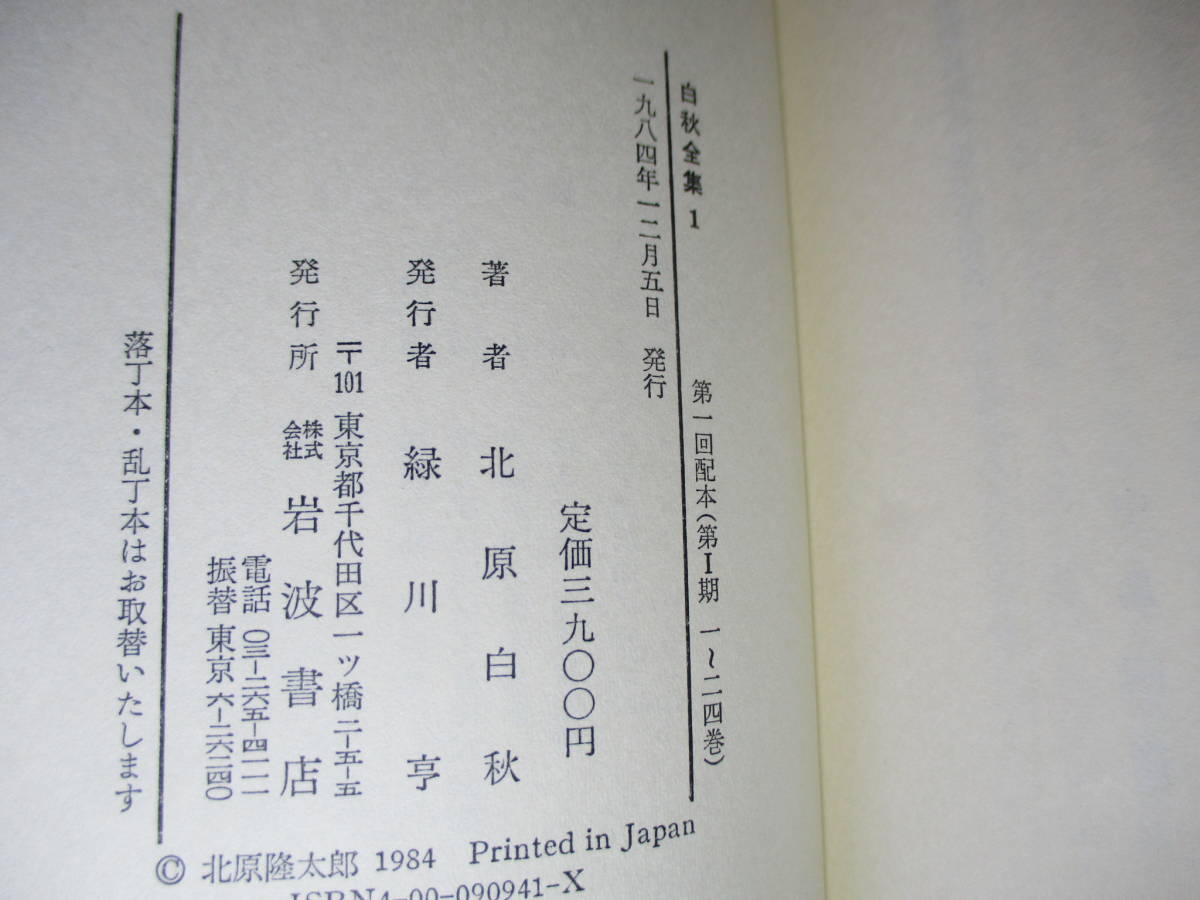 白秋全集 1
第一回配本(第Ⅰ期 一〜二四巻)
一九八四年一二月五日 発行
定価三九〇〇円
著者 北原白秋
発行者 緑川亨
〒101 東京都千代田区一ツ橋二-五-五
発行所 株式会社 岩波書店
電話 〇三-二六五-四一一一
振替 東京 六-二六二四〇
落丁本・乱丁本はお取替いたします
© 北原隆太郎 1984 Printed in Japan
ISBN4-00-090941-X